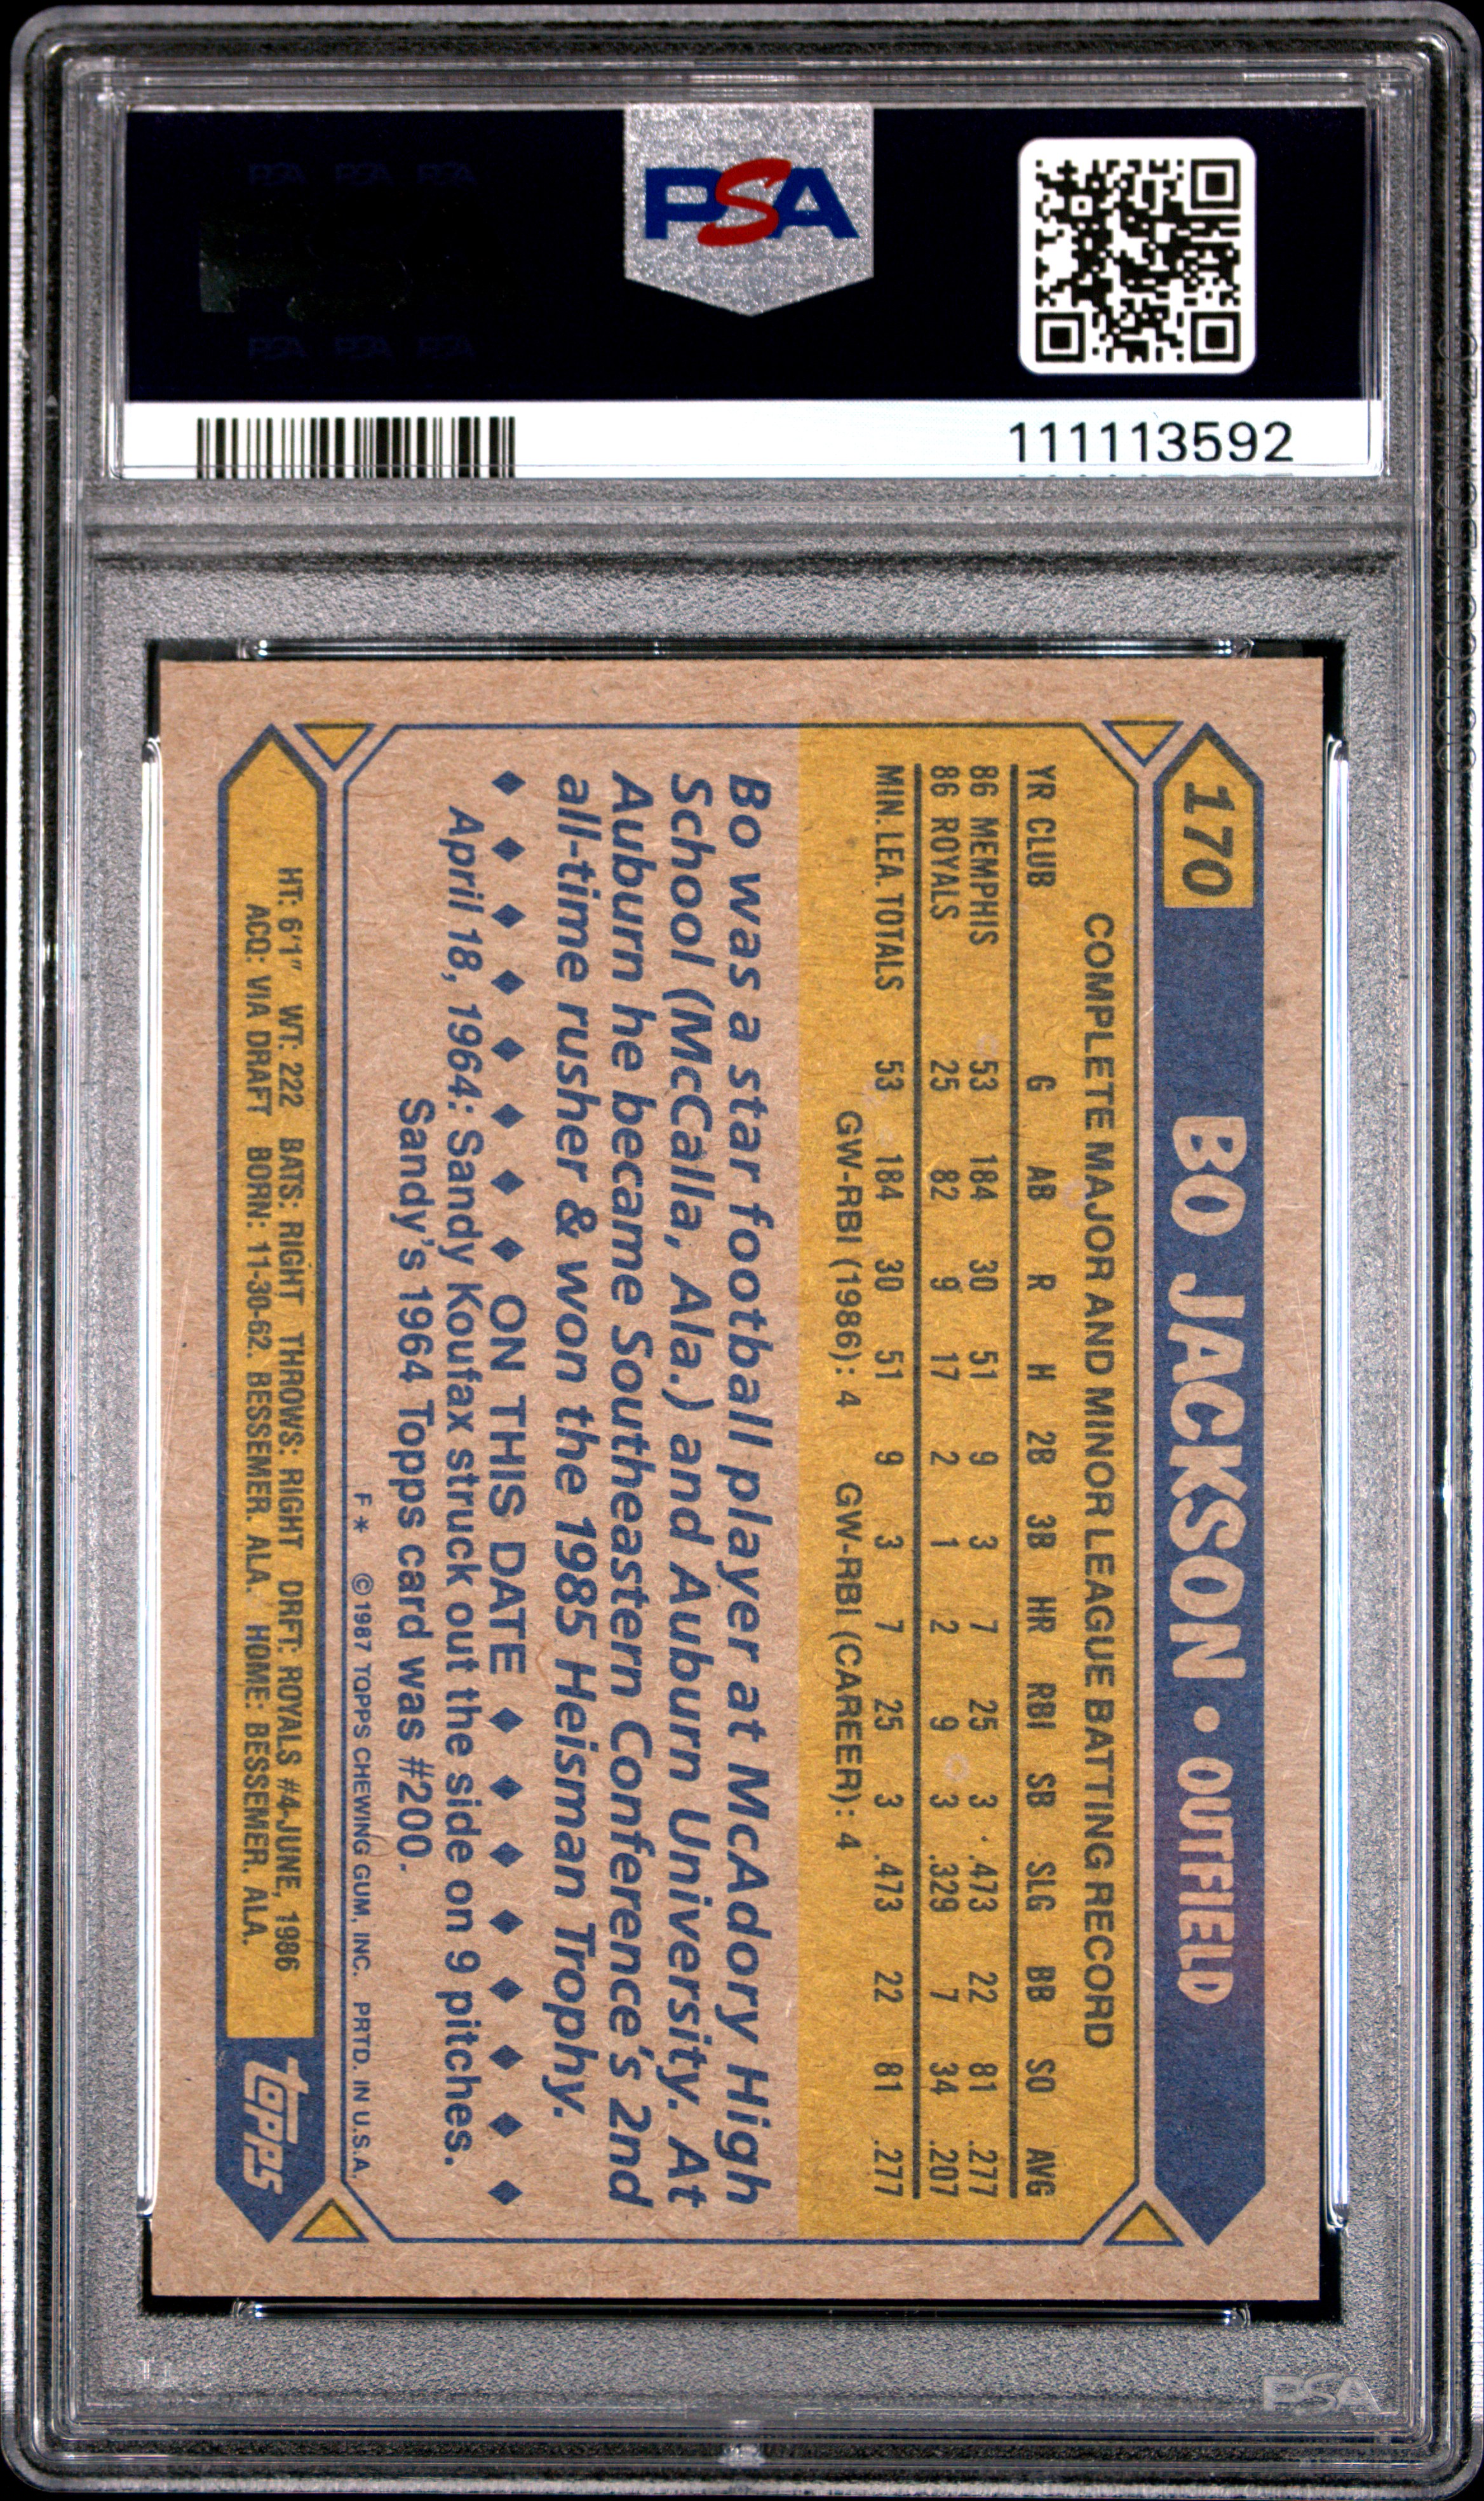 PSA PSA PSA
PSA
PSA PSA PSA
111113592
170
BO JACKSON • OUTFIELD
COMPLETE MAJOR AND MINOR LEAGUE BATTING RECORD
YR CLUB G AB R H 2B 3B HR RBI SB SLG BB SO AVG
86 MEMPHIS 53 184 30 51 9 3 7 25 3 .473 22 81 .277
86 ROYALS 25 82 9 17 2 1 2 9 3 .329 7 34 .207
MIN. LEA. TOTALS 53 184 30 51 9 3 7 25 3 .473 22 81 .277
GW-RBI (1986): 4 GW-RBI (CAREER): 4
Bo was a star football player at McAdory High
School (McCalla, Ala.) and Auburn University. At
Auburn he became Southeastern Conference's 2nd
all-time rusher & won the 1985 Heisman Trophy.
◆ ◆ ◆ ◆ ◆ ◆ ◆ ◆ ON THIS DATE ◆ ◆ ◆ ◆ ◆ ◆ ◆ ◆
April 18, 1964: Sandy Koufax struck out the side on 9 pitches.
Sandy's 1964 Topps card was #200.
F* ©1987 TOPPS CHEWING GUM, INC. PRTD. IN U.S.A.
HT: 6'1" WT: 222 BATS: RIGHT THROWS: RIGHT DRFT: ROYALS #4-JUNE, 1986
ACQ: VIA DRAFT BORN: 11-30-62, BESSEMER, ALA. HOME: BESSEMER, ALA.
topps
PSA